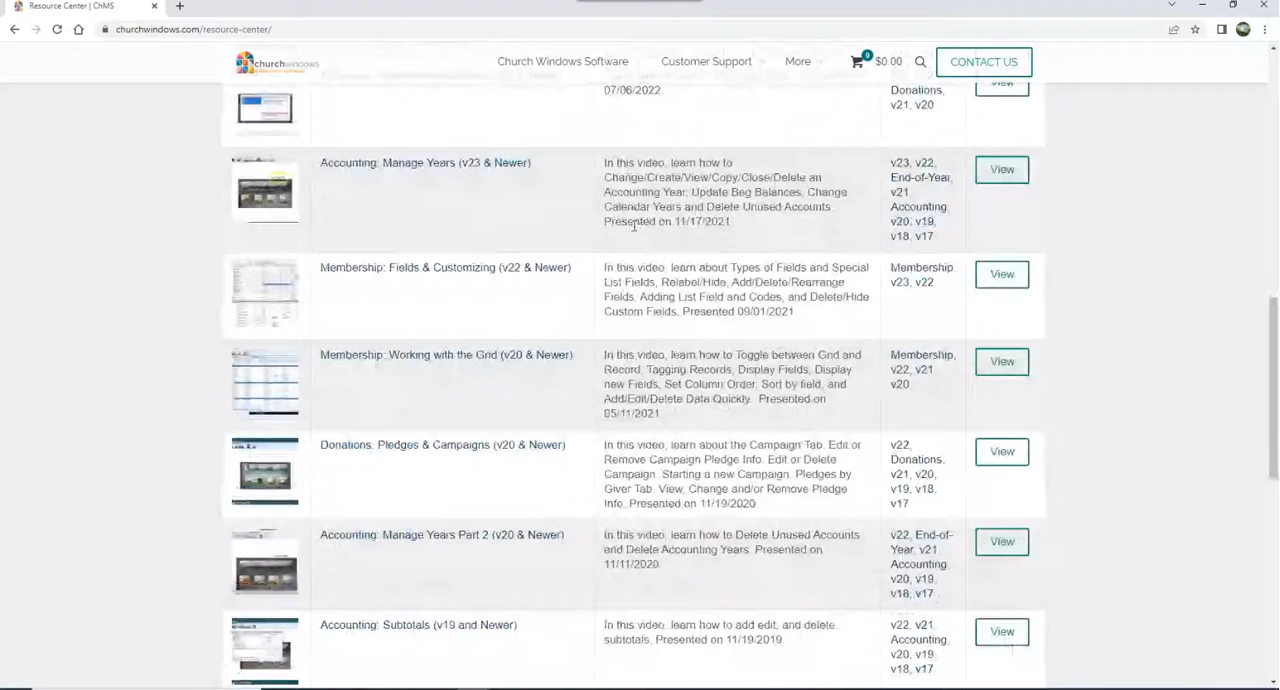 Resource Center | ChMS
churchwindows.com/resource-center/
churchwindows
Church Windows Software
Customer Support
More
0
$0.00
CONTACT US
07/06/2022.
Donations,
v21, v20
View
Accounting: Manage Years (v23 & Newer)
In this video, learn how to
Change/Create/View/Copy/Close/Delete an
Accounting Year, Update Beg Balances, Change
Calendar Years and Delete Unused Accounts.
Presented on 11/17/2021.
v23, v22,
End-of-Year,
v21
Accounting,
v20, v19,
v18, v17
View
Membership: Fields & Customizing (v22 & Newer)
In this video, learn about Types of Fields and Special
List Fields, Relabel/Hide, Add/Delete/Rearrange
Fields, Adding List Field and Codes, and Delete/Hide
Custom Fields. Presented 09/01/2021
Membership,
v23, v22
View
Membership: Working with the Grid (v20 & Newer)
In this video, learn how to Toggle between Grid and
Record, Tagging Records, Display Fields, Display
new Fields, Set Column Order, Sort by field, and
Add/Edit/Delete Data Quickly. Presented on
05/11/2021.
Membership,
v22, v21
v20
View
Donations: Pledges & Campaigns (v20 & Newer)
In this video, learn about the Campaign Tab. Edit or
Remove Campaign Pledge Info. Edit or Delete
Campaign. Starting a new Campaign. Pledges by
Giver Tab. View, Change and/or Remove Pledge
Info. Presented on 11/19/2020
v22,
Donations,
v21, v20,
v19, v18,
v17
View
Accounting: Manage Years Part 2 (v20 & Newer)
In this video, learn how to Delete Unused Accounts
and Delete Accounting Years. Presented on
11/11/2020.
v22, End-of-
Year, v21
Accounting,
v20, v19,
v18, v17
View
Accounting: Subtotals (v19 and Newer)
In this video, learn how to add, edit, and delete
subtotals. Presented on 11/19/2019.
v22, v21
Accounting,
v20, v19,
v18, v17
View